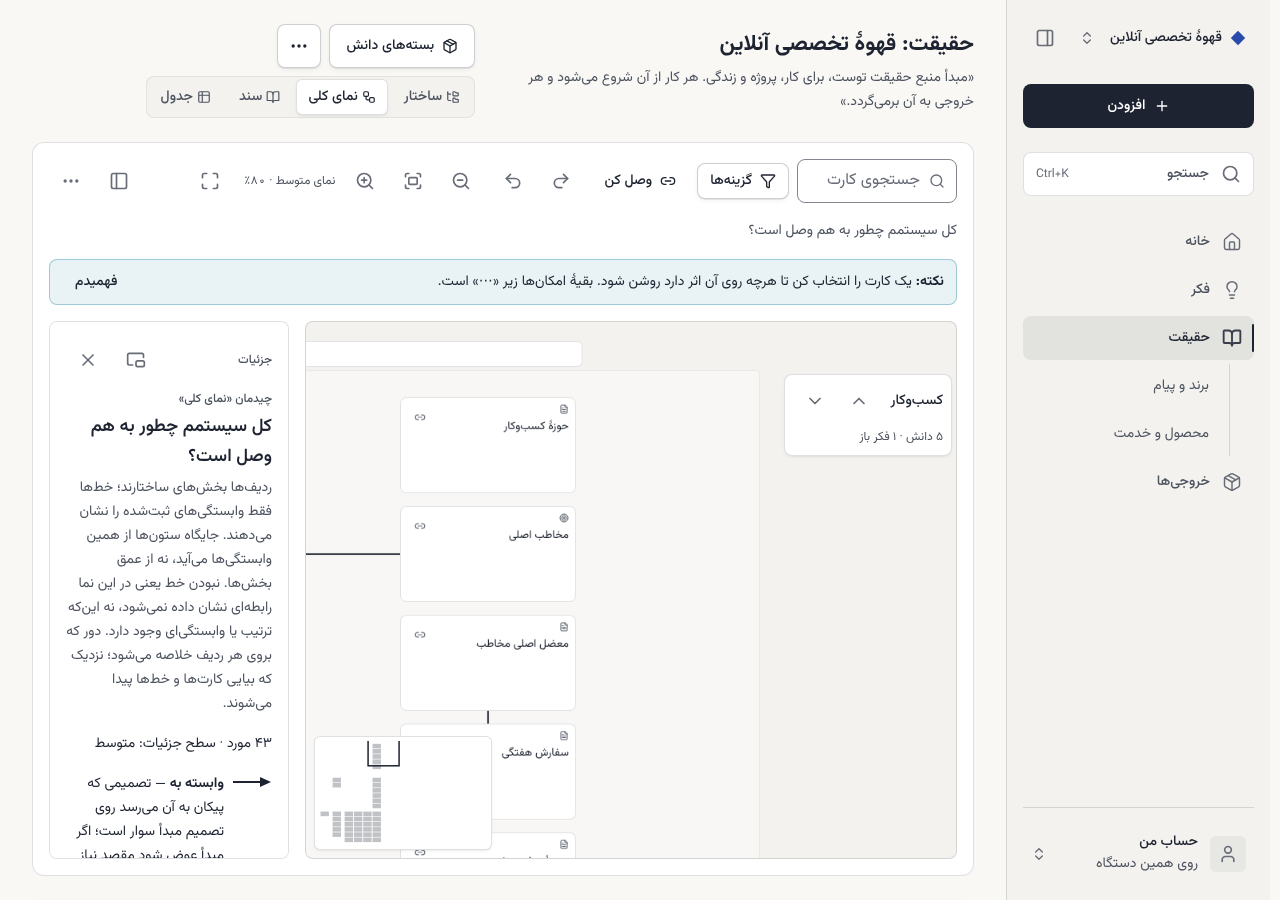 قهوهٔ تخصصی آنلاین
افزودن
جستجو
Ctrl+K
خانه
فکر
حقیقت
برند و پیام
محصول و خدمت
خروجی‌ها
حساب من
روی همین دستگاه
حقیقت: قهوهٔ تخصصی آنلاین
«مبدأ منبع حقیقت توست، برای کار، پروژه و زندگی. هر کار از آن شروع می‌شود و هر
خروجی به آن برمی‌گردد.»
بسته‌های دانش
ساختار
نمای کلی
سند
جدول
جستجوی کارت
گزینه‌ها
وصل کن
نمای متوسط · ۸۰٪
کل سیستمم چطور به هم وصل است؟
نکته: یک کارت را انتخاب کن تا هرچه روی آن اثر دارد روشن شود. بقیهٔ امکان‌ها زیر «···» است.
فهمیدم
کسب‌وکار
۵ دانش · ۱ فکر باز
حوزهٔ کسب‌وکار
مخاطب اصلی
معضل اصلی مخاطب
سفارش هفتگی
جزئیات
چیدمان «نمای کلی»
کل سیستمم چطور به هم
وصل است؟
ردیف‌ها بخش‌های ساختارند؛ خط‌ها
فقط وابستگی‌های ثبت‌شده را نشان
می‌دهند. جایگاه ستون‌ها از همین
وابستگی‌ها می‌آید، نه از عمق
بخش‌ها. نبودن خط یعنی در این نما
رابطه‌ای نشان داده نمی‌شود، نه این‌که
ترتیب یا وابستگی‌ای وجود دارد. دور که
بروی هر ردیف خلاصه می‌شود؛ نزدیک
که بیایی کارت‌ها و خط‌ها پیدا
می‌شوند.
۴۳ مورد · سطح جزئیات: متوسط
وابسته به — تصمیمی که
پیکان به آن می‌رسد روی
تصمیم مبدأ سوار است؛ اگر
مبدأ عوض شود مقصد نیاز